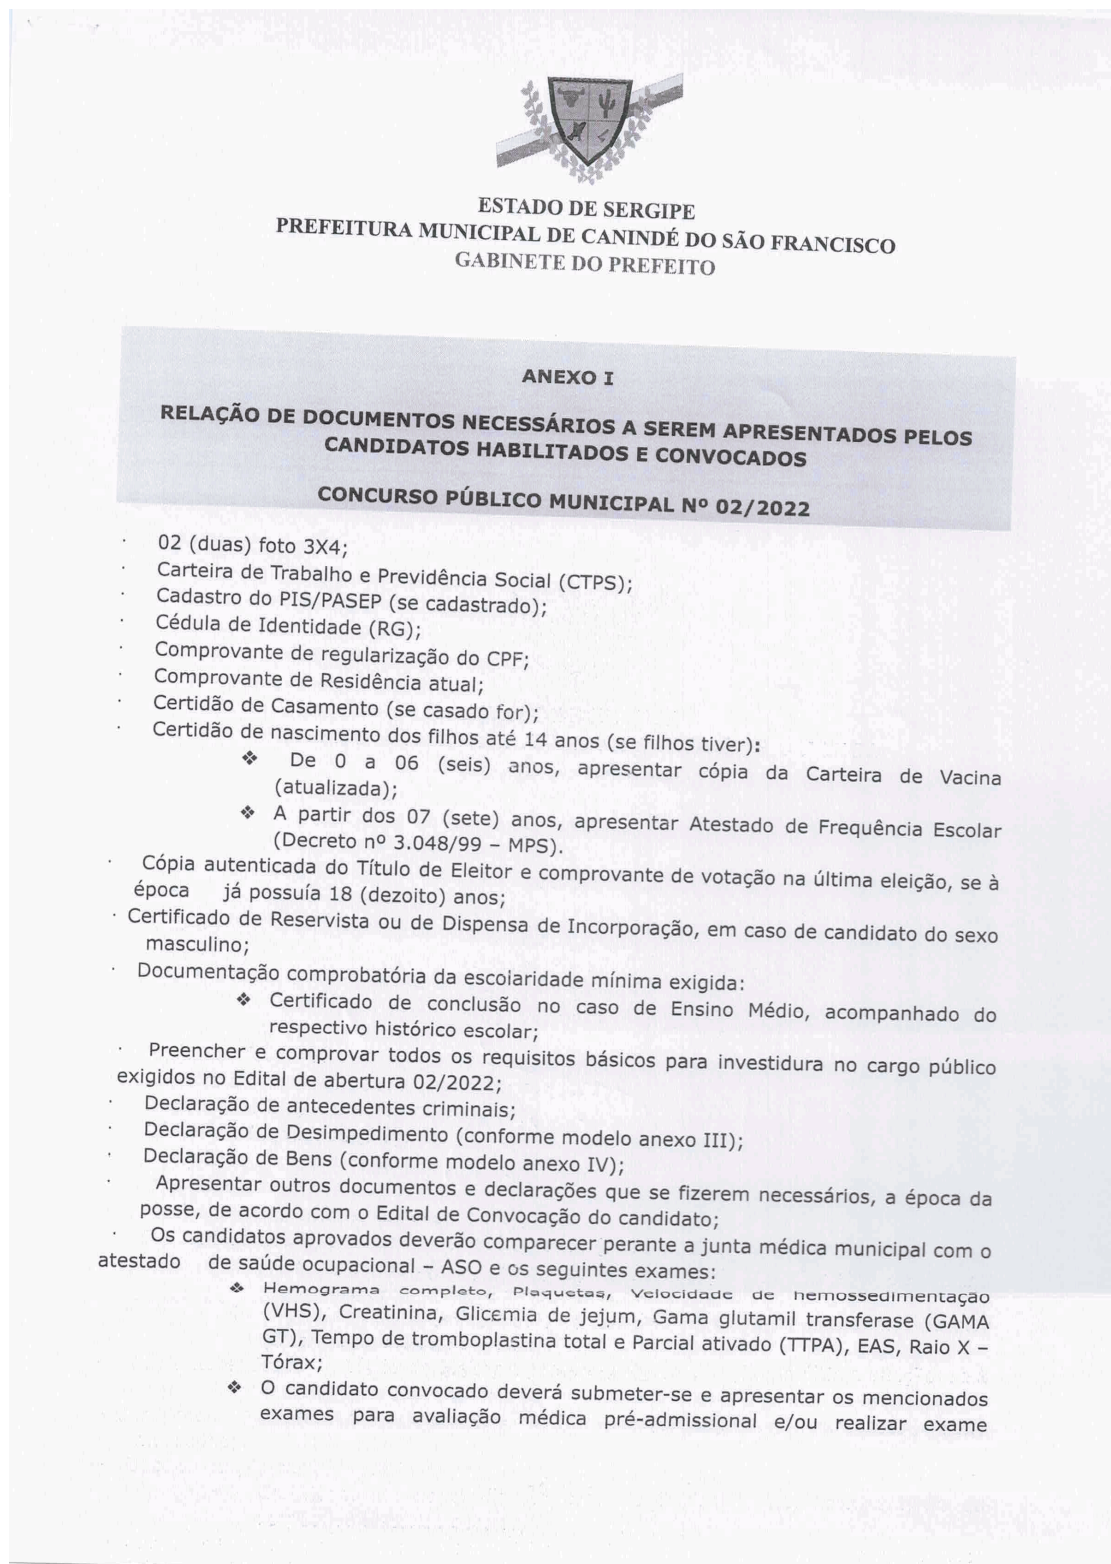 ESTADO DE SERGIPE
PREFEITURA MUNICIPAL DE CANINDÉ DO SÃO FRANCISCO
GABINETE DO PREFEITO
ANEXO I
RELAÇÃO DE DOCUMENTOS NECESSÁRIOS A SEREM APRESENTADOS PELOS
CANDIDATOS HABILITADOS E CONVOCADOS
CONCURSO PÚBLICO MUNICIPAL Nº 02/2022
· 02 (duas) foto 3X4;
· Carteira de Trabalho e Previdência Social (CTPS);
· Cadastro do PIS/PASEP (se cadastrado);
· Cédula de Identidade (RG);
· Comprovante de regularização do CPF;
· Comprovante de Residência atual;
· Certidão de Casamento (se casado for);
· Certidão de nascimento dos filhos até 14 anos (se filhos tiver):
❖ De 0 a 06 (seis) anos, apresentar cópia da Carteira de Vacina
(atualizada);
❖ A partir dos 07 (sete) anos, apresentar Atestado de Frequência Escolar
(Decreto nº 3.048/99 – MPS).
· Cópia autenticada do Título de Eleitor e comprovante de votação na última eleição, se à
época já possuía 18 (dezoito) anos;
· Certificado de Reservista ou de Dispensa de Incorporação, em caso de candidato do sexo
masculino;
· Documentação comprobatória da escolaridade mínima exigida:
❖ Certificado de conclusão no caso de Ensino Médio, acompanhado do
respectivo histórico escolar;
· Preencher e comprovar todos os requisitos básicos para investidura no cargo público
exigidos no Edital de abertura 02/2022;
· Declaração de antecedentes criminais;
· Declaração de Desimpedimento (conforme modelo anexo III);
· Declaração de Bens (conforme modelo anexo IV);
· Apresentar outros documentos e declarações que se fizerem necessários, a época da
posse, de acordo com o Edital de Convocação do candidato;
· Os candidatos aprovados deverão comparecer perante a junta médica municipal com o
atestado de saúde ocupacional – ASO e os seguintes exames:
❖ Hemograma completo, Plaquetas, Velocidade de hemossedimentação
(VHS), Creatinina, Glicemia de jejum, Gama glutamil transferase (GAMA
GT), Tempo de tromboplastina total e Parcial ativado (TTPA), EAS, Raio X –
Tórax;
❖ O candidato convocado deverá submeter-se e apresentar os mencionados
exames para avaliação médica pré-admissional e/ou realizar exame